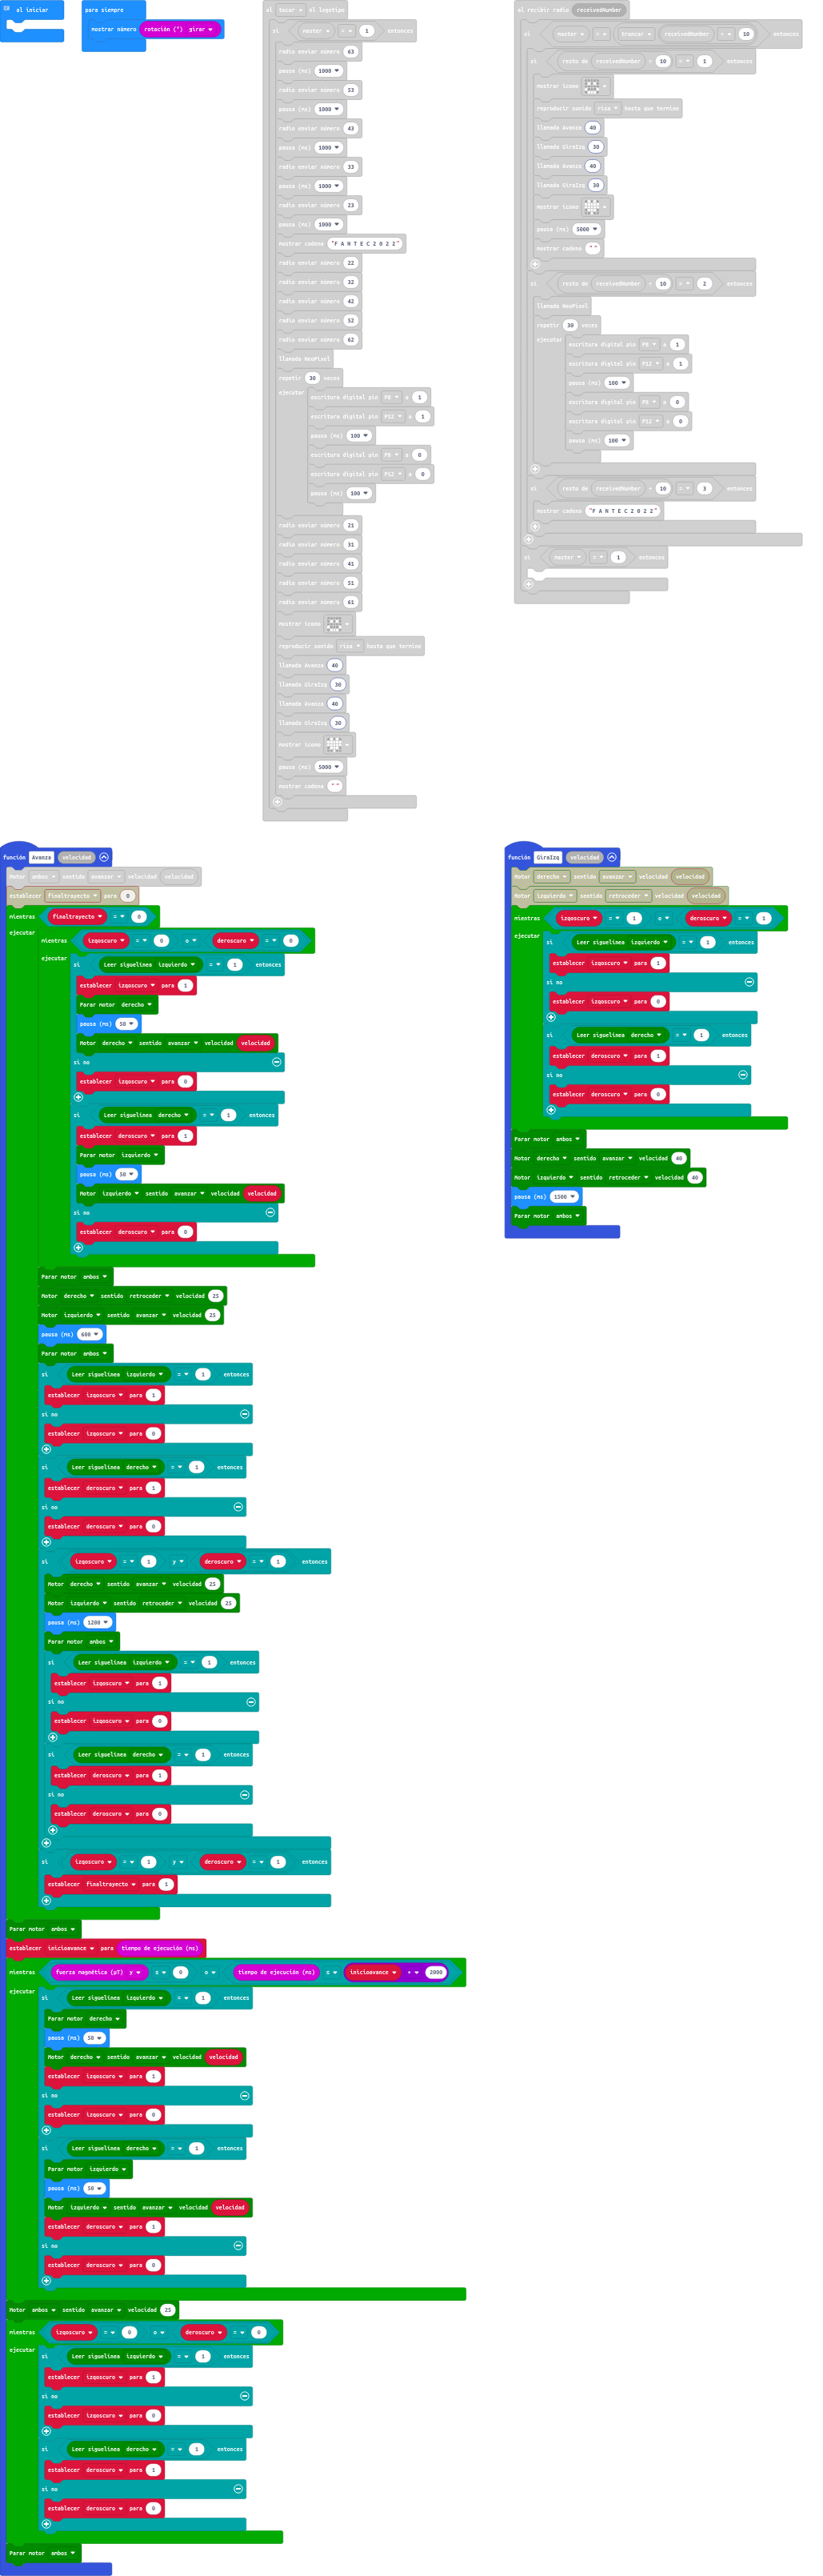 al iniciar
para siempre
mostrar número rotación (°) girar
al tocar el logotipo
si master = 1 entonces
radio enviar número 63
pausa (ms) 1000
radio enviar número 53
pausa (ms) 1000
radio enviar número 43
pausa (ms) 1000
radio enviar número 33
pausa (ms) 1000
radio enviar número 23
pausa (ms) 1000
mostrar cadena "F A N T E C 2 0 2 2"
radio enviar número 22
radio enviar número 32
radio enviar número 42
radio enviar número 52
radio enviar número 62
llamada NeoPixel
repetir 30 veces
ejecutar escritura digital pin P8 a 1
escritura digital pin P12 a 1
pausa (ms) 100
escritura digital pin P8 a 0
escritura digital pin P12 a 0
pausa (ms) 100
radio enviar número 21
radio enviar número 31
radio enviar número 41
radio enviar número 51
radio enviar número 61
mostrar icono
reproducir sonido risa hasta que termine
llamada Avanza 40
llamada GiraIzq 30
llamada Avanza 40
llamada GiraIzq 30
mostrar icono
pausa (ms) 5000
mostrar cadena " "
al recibir radio receivedNumber
si master = truncar receivedNumber ÷ 10 entonces
si resto de receivedNumber ÷ 10 = 1 entonces
mostrar icono
reproducir sonido risa hasta que termine
llamada Avanza 40
llamada GiraIzq 30
llamada Avanza 40
llamada GiraIzq 30
mostrar icono
pausa (ms) 5000
mostrar cadena " "
si resto de receivedNumber ÷ 10 = 2 entonces
llamada NeoPixel
repetir 30 veces
ejecutar escritura digital pin P8 a 1
escritura digital pin P12 a 1
pausa (ms) 100
escritura digital pin P8 a 0
escritura digital pin P12 a 0
pausa (ms) 100
si resto de receivedNumber ÷ 10 = 3 entonces
mostrar cadena "F A N T E C 2 0 2 2"
si master = 1 entonces
función Avanza velocidad
Motor ambos sentido avanzar velocidad velocidad
establecer finaltrayecto para 0
mientras finaltrayecto = 0
ejecutar mientras izqoscuro = 0 o deroscuro = 0
ejecutar si Leer siguelinea izquierdo = 1 entonces
establecer izqoscuro para 1
Parar motor derecho
pausa (ms) 50
Motor derecho sentido avanzar velocidad velocidad
si no
establecer izqoscuro para 0
si Leer siguelinea derecho = 1 entonces
establecer deroscuro para 1
Parar motor izquierdo
pausa (ms) 50
Motor izquierdo sentido avanzar velocidad velocidad
si no
establecer deroscuro para 0
Parar motor ambos
Motor derecho sentido retroceder velocidad 25
Motor izquierdo sentido avanzar velocidad 25
pausa (ms) 600
Parar motor ambos
si Leer siguelinea izquierdo = 1 entonces
establecer izqoscuro para 1
si no
establecer izqoscuro para 0
si Leer siguelinea derecho = 1 entonces
establecer deroscuro para 1
si no
establecer deroscuro para 0
si izqoscuro = 1 y deroscuro = 1 entonces
Motor derecho sentido avanzar velocidad 25
Motor izquierdo sentido retroceder velocidad 25
pausa (ms) 1200
Parar motor ambos
si Leer siguelinea izquierdo = 1 entonces
establecer izqoscuro para 1
si no
establecer izqoscuro para 0
si Leer siguelinea derecho = 1 entonces
establecer deroscuro para 1
si no
establecer deroscuro para 0
si izqoscuro = 1 y deroscuro = 1 entonces
establecer finaltrayecto para 1
Parar motor ambos
establecer inicioavance para tiempo de ejecución (ms)
mientras fuerza magnética (µT) y ≥ 0 o tiempo de ejecución (ms) ≤ inicioavance + 2000
ejecutar si Leer siguelinea izquierdo = 1 entonces
Parar motor derecho
pausa (ms) 50
Motor derecho sentido avanzar velocidad velocidad
establecer izqoscuro para 1
si no
establecer izqoscuro para 0
si Leer siguelinea derecho = 1 entonces
Parar motor izquierdo
pausa (ms) 50
Motor izquierdo sentido avanzar velocidad velocidad
establecer deroscuro para 1
si no
establecer deroscuro para 0
Motor ambos sentido avanzar velocidad 25
mientras izqoscuro = 0 o deroscuro = 0
ejecutar si Leer siguelinea izquierdo = 1 entonces
establecer izqoscuro para 1
si no
establecer izqoscuro para 0
si Leer siguelinea derecho = 1 entonces
establecer deroscuro para 1
si no
establecer deroscuro para 0
Parar motor ambos
función GiraIzq velocidad
Motor derecho sentido avanzar velocidad velocidad
Motor izquierdo sentido retroceder velocidad velocidad
mientras izqoscuro = 1 o deroscuro = 1
ejecutar si Leer siguelinea izquierdo = 1 entonces
establecer izqoscuro para 1
si no
establecer izqoscuro para 0
si Leer siguelinea derecho = 1 entonces
establecer deroscuro para 1
si no
establecer deroscuro para 0
Parar motor ambos
Motor derecho sentido avanzar velocidad 40
Motor izquierdo sentido retroceder velocidad 40
pausa (ms) 1500
Parar motor ambos